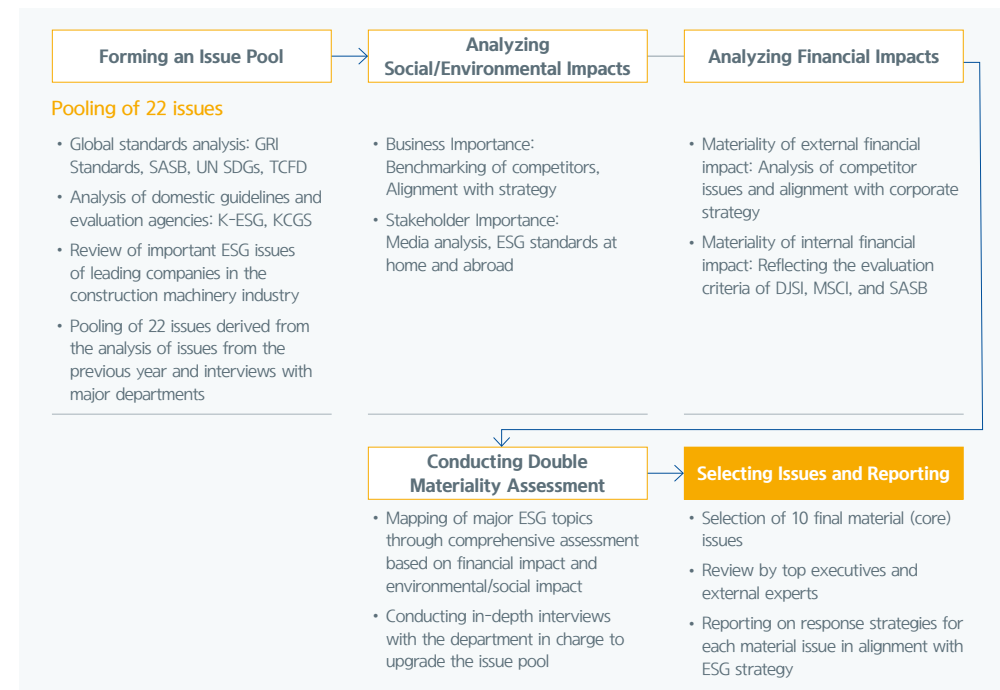 Forming an Issue Pool
Pooling of 22 issues
• Global standards analysis: GRI
Standards, SASB, UN SDGs, TCFD
• Analysis of domestic guidelines and
evaluation agencies: K-ESG, KCGS
• Review of important ESG issues
of leading companies in the
construction machinery industry
• Pooling of 22 issues derived from
the analysis of issues from the
previous year and interviews with
major departments
Analyzing
Social/Environmental Impacts
• Business Importance:
Benchmarking of competitors,
Alignment with strategy
• Stakeholder Importance:
Media analysis, ESG standards at
home and abroad
Analyzing Financial Impacts
• Materiality of external financial
impact: Analysis of competitor
issues and alignment with corporate
strategy
• Materiality of internal financial
impact: Reflecting the evaluation
criteria of DJSI, MSCI, and SASB
Conducting Double
Materiality Assessment
• Mapping of major ESG topics
through comprehensive assessment
based on financial impact and
environmental/social impact
• Conducting in-depth interviews
with the department in charge to
upgrade the issue pool
Selecting Issues and Reporting
• Selection of 10 final material (core)
issues
• Review by top executives and
external experts
• Reporting on response strategies for
each material issue in alignment with
ESG strategy